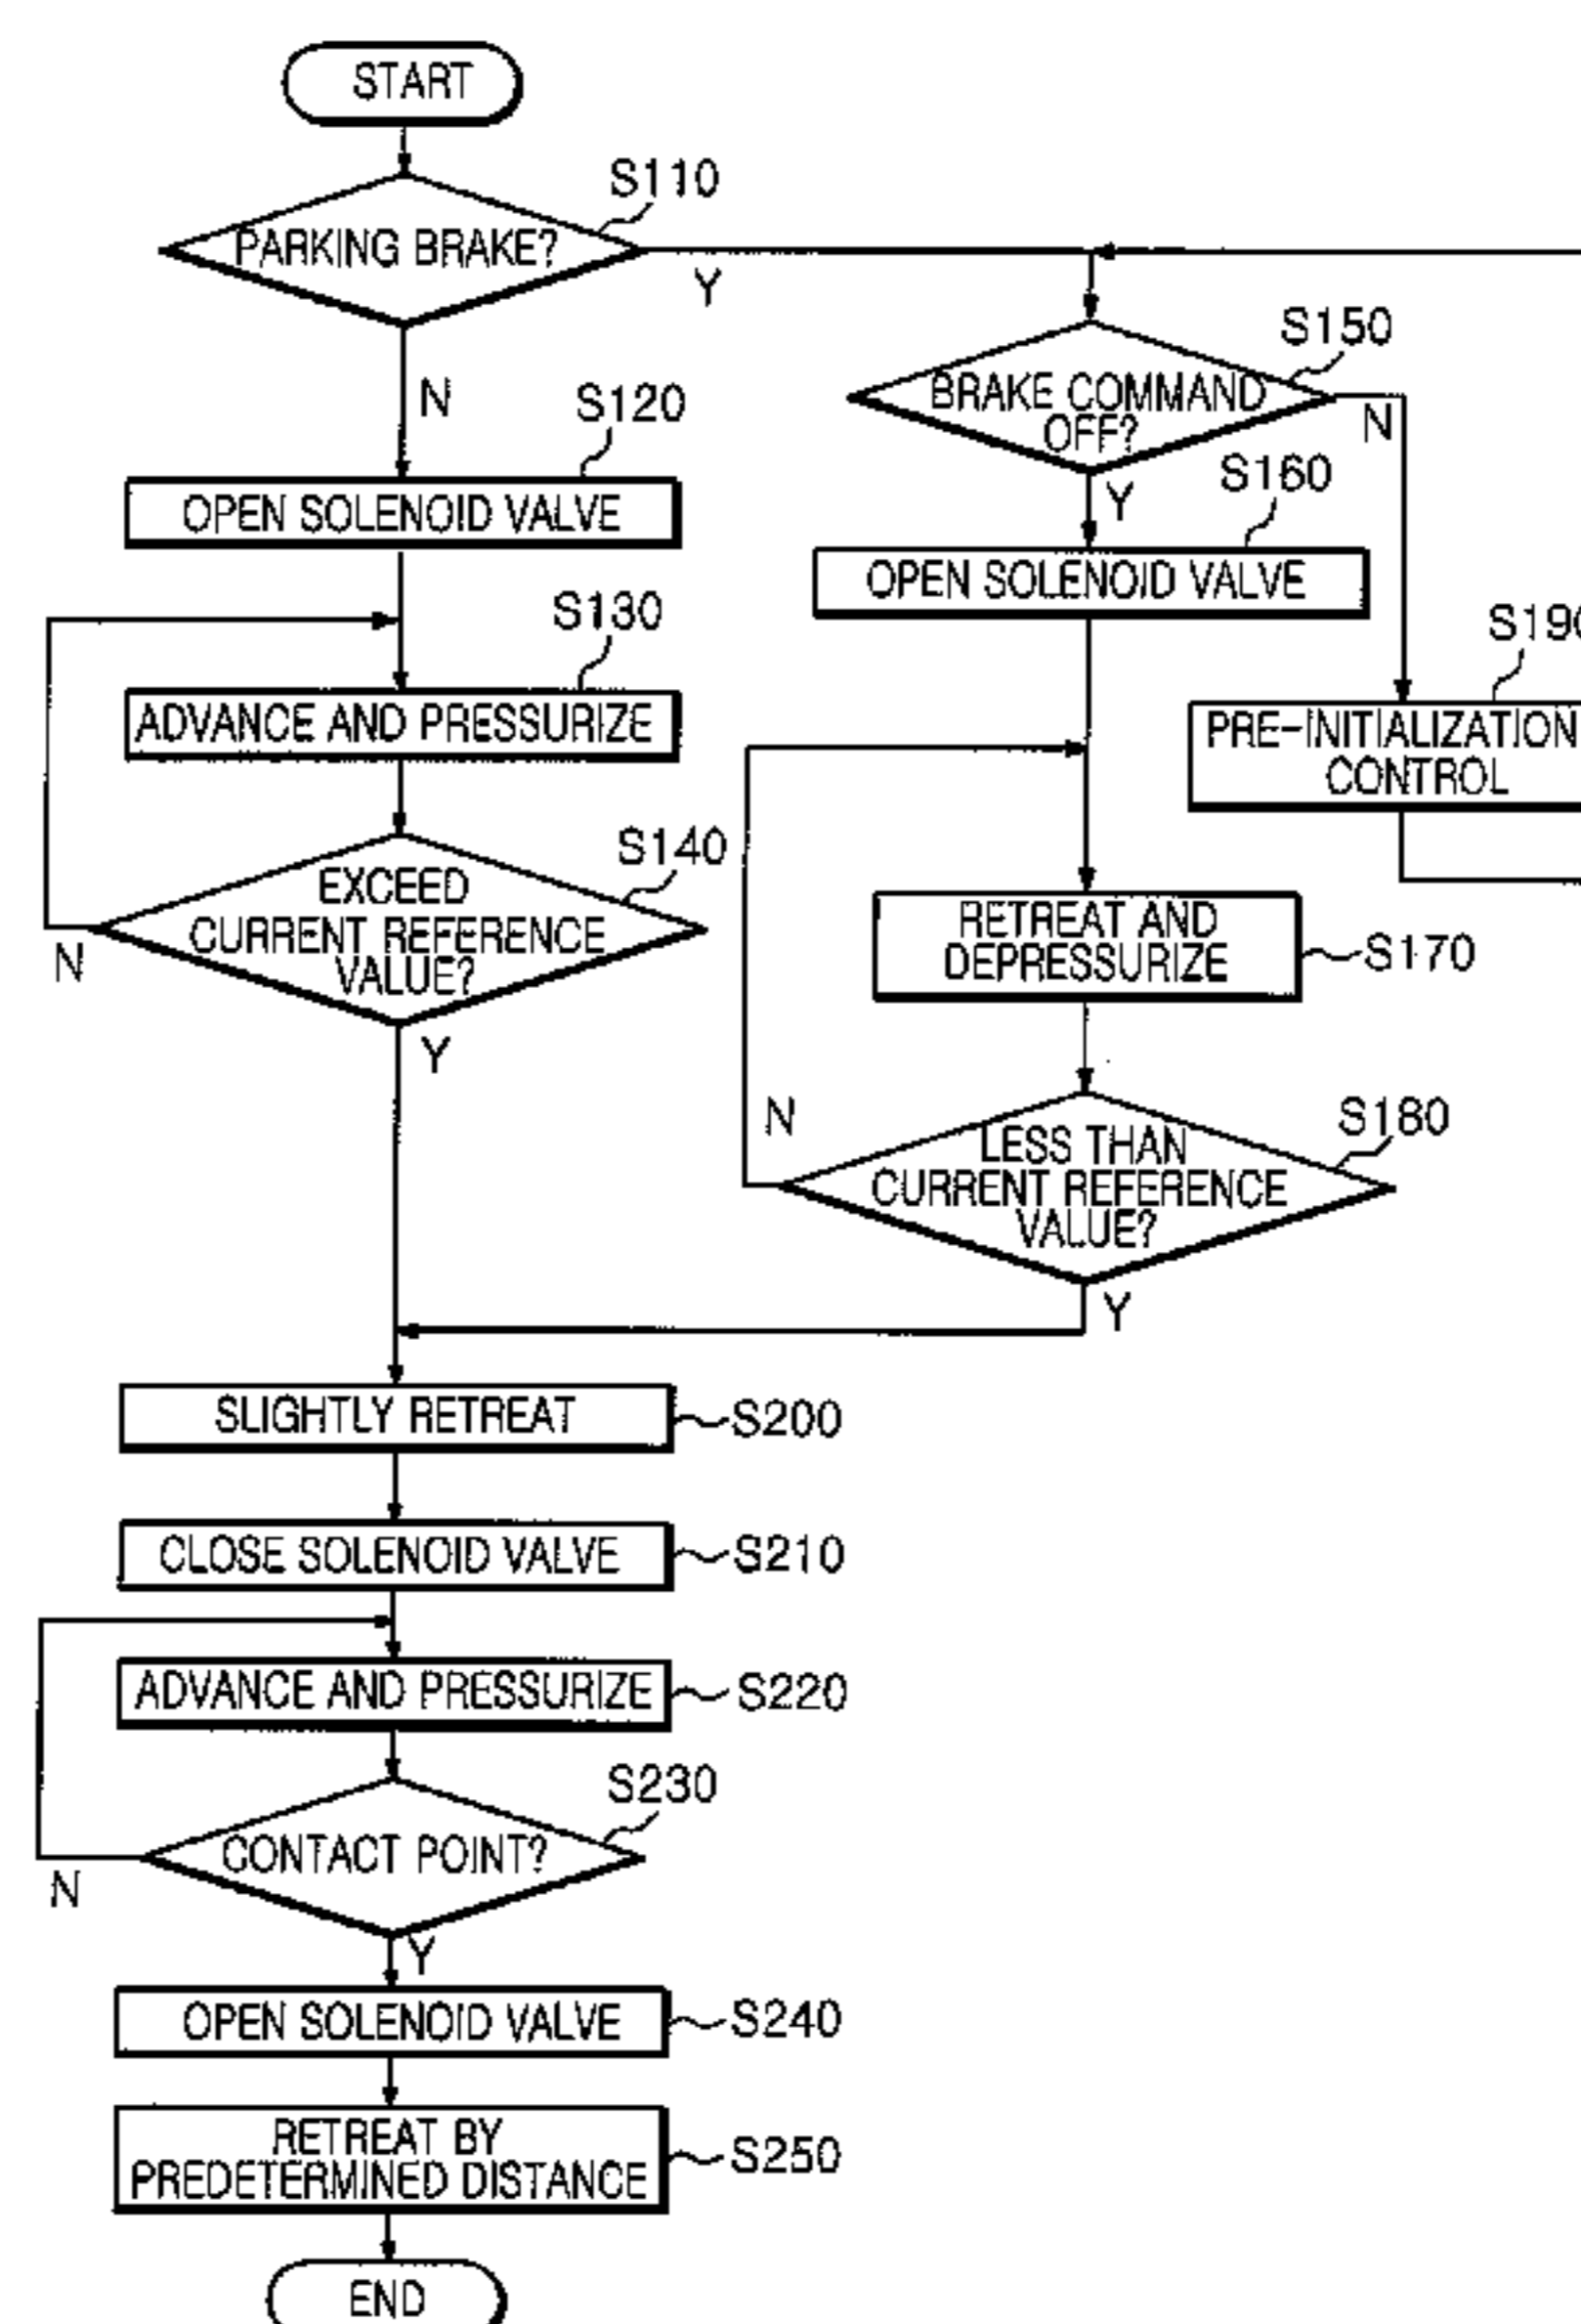 START
S110
PARKING BRAKE?
Y
N
S150
BRAKE COMMAND
OFF?
N
Y
S120
OPEN SOLENOID VALVE
S160
OPEN SOLENOID VALVE
S130
ADVANCE AND PRESSURIZE
S190
PRE-INITIALIZATION
CONTROL
S140
EXCEED
CURRENT REFERENCE
VALUE?
N
Y
RETREAT AND
DEPRESSURIZE
S170
S180
LESS THAN
CURRENT REFERENCE
VALUE?
N
Y
SLIGHTLY RETREAT
S200
CLOSE SOLENOID VALVE
S210
ADVANCE AND PRESSURIZE
S220
S230
CONTACT POINT?
N
Y
OPEN SOLENOID VALVE
S240
RETREAT BY
PREDETERMINED DISTANCE
S250
END